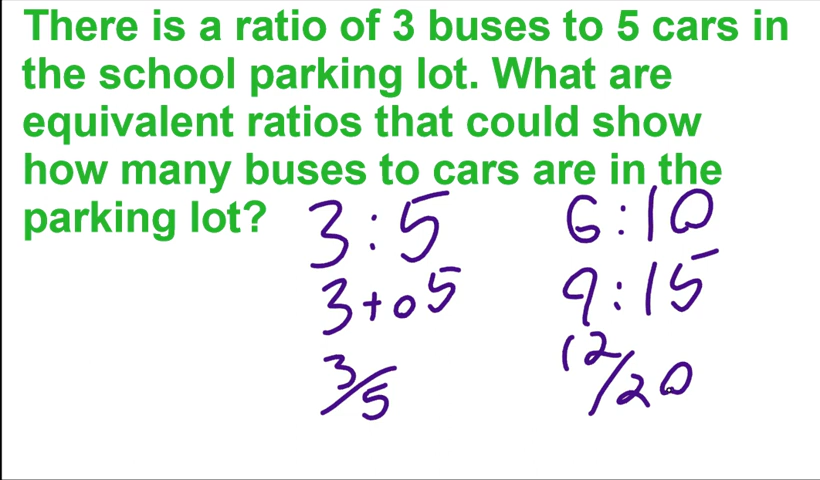 There is a ratio of 3 buses to 5 cars in
the school parking lot. What are
equivalent ratios that could show
how many buses to cars are in the
parking lot?
3:5
3 to 5
3/5
6:10
9:15
12/20